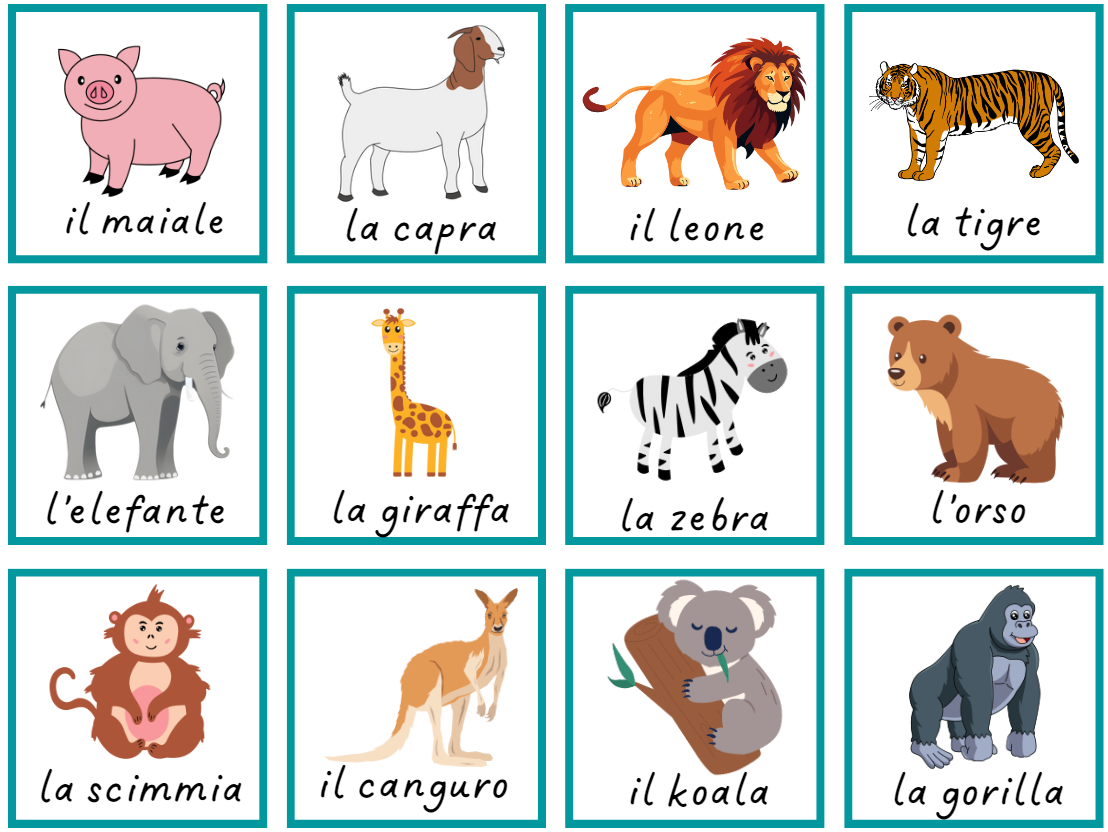 il maiale
la capra
il leone
la tigre
l'elefante
la giraffa
la zebra
l'orso
la scimmia
il canguro
il koala
la gorilla